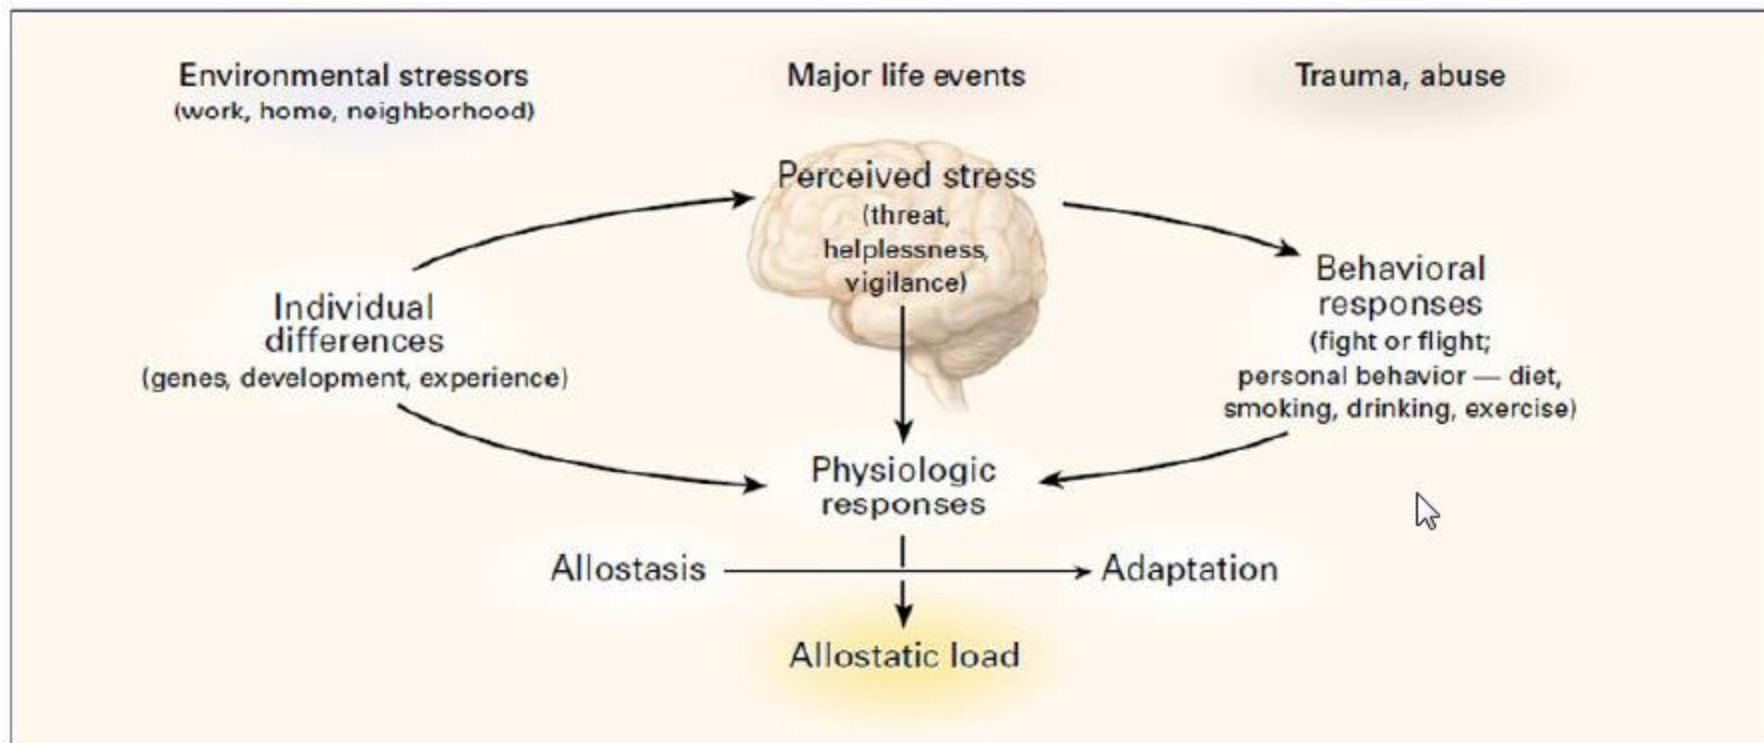 Environmental stressors
(work, home, neighborhood)
Major life events
Trauma, abuse
Perceived stress
(threat,
helplessness,
vigilance)
Individual
differences
(genes, development, experience)
Behavioral
responses
(fight or flight;
personal behavior — diet,
smoking, drinking, exercise)
Physiologic
responses
Allostasis
Adaptation
Allostatic load